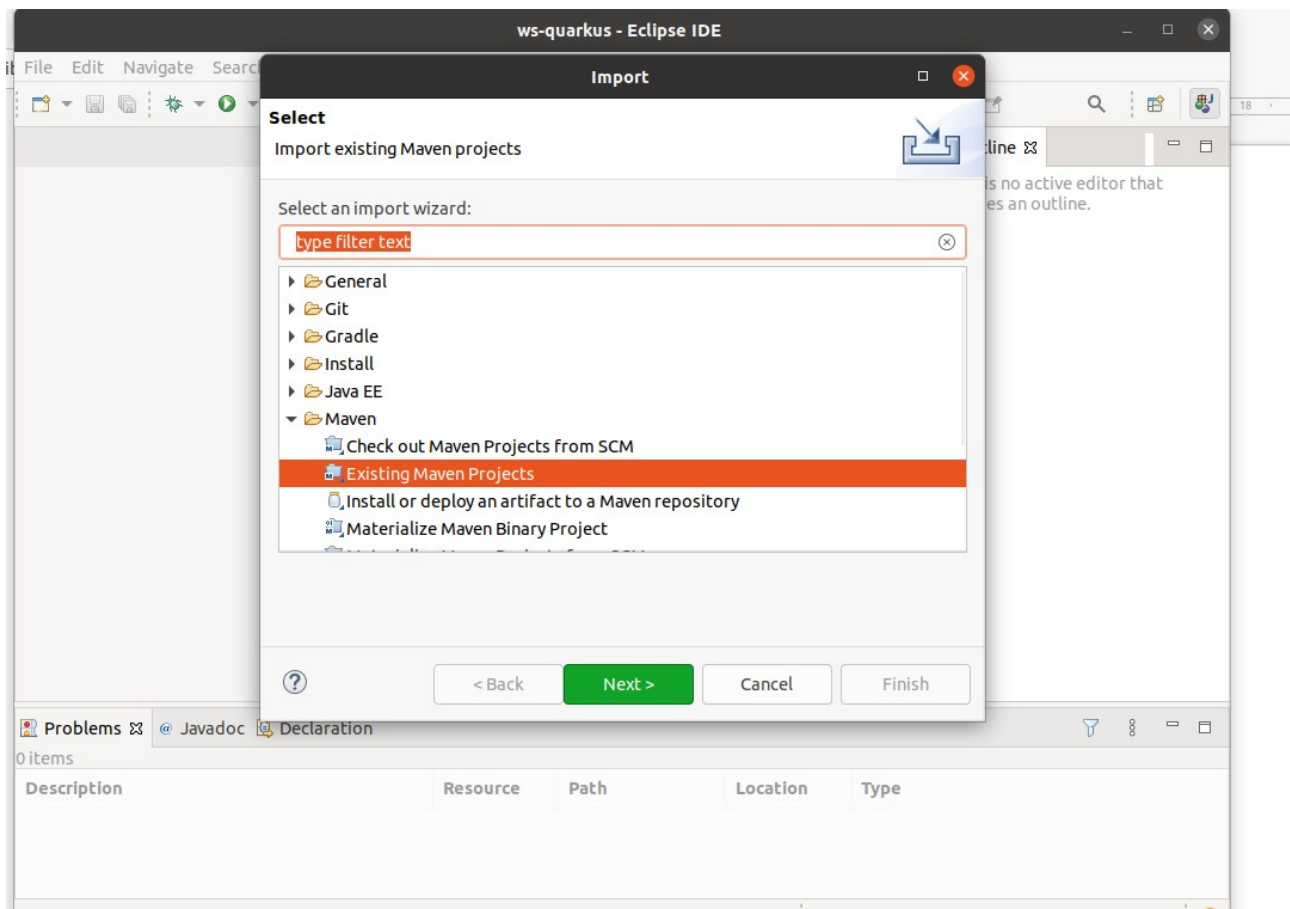 ws-quarkus - Eclipse IDE
File Edit Navigate Searc
Import
Select
Import existing Maven projects
18
tline
is no active editor that
es an outline.
Select an import wizard:
type filter text
General
Git
Gradle
Install
Java EE
Maven
Check out Maven Projects from SCM
Existing Maven Projects
Install or deploy an artifact to a Maven repository
Materialize Maven Binary Project
< Back Next > Cancel Finish
Problems @ Javadoc Declaration
0 items
Description Resource Path Location Type